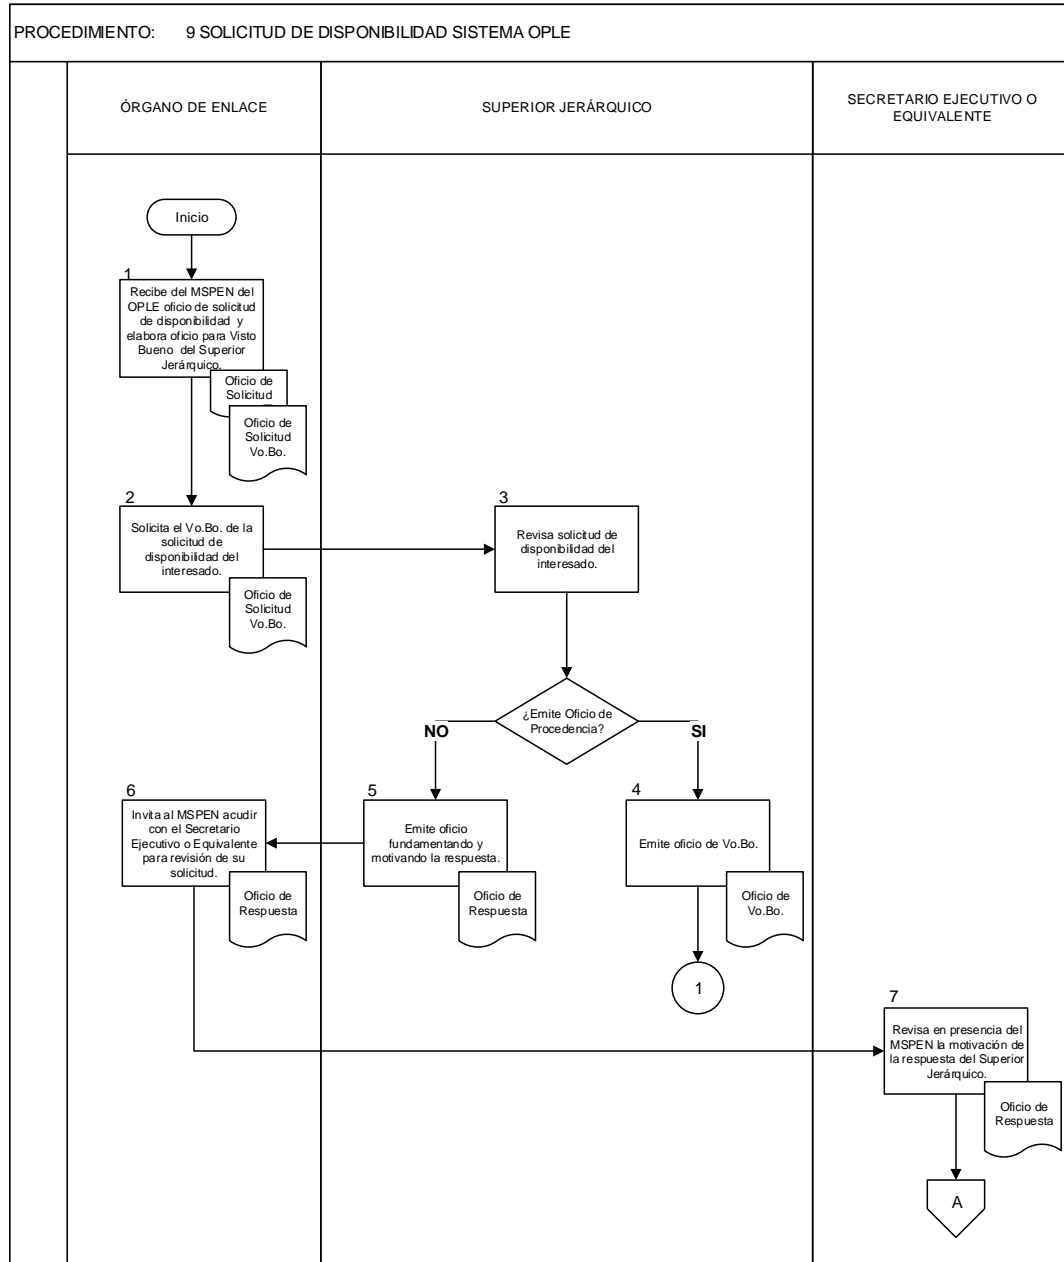 PROCEDIMIENTO: 9 SOLICITUD DE DISPONIBILIDAD SISTEMA OPLE
ÓRGANO DE ENLACE
SUPERIOR JERÁRQUICO
SECRETARIO EJECUTIVO O
EQUIVALENTE
Inicio
1
Recibe del MSPEN del
OPLE oficio de solicitud
de disponibilidad y
elabora oficio para Visto
Bueno del Superior
Jerárquico.
Oficio de
Solicitud
Oficio de
Solicitud
Vo.Bo.
2
Solicita el Vo.Bo. de la
solicitud de
disponibilidad del
interesado.
Oficio de
Solicitud
Vo.Bo.
3
Revisa solicitud de
disponibilidad del
interesado.
¿Emite Oficio de
Procedencia?
NO
SI
6
Invita al MSPEN acudir
con el Secretario
Ejecutivo o Equivalente
para revisión de su
solicitud.
Oficio de
Respuesta
5
Emite oficio
fundamentando y
motivando la respuesta.
Oficio de
Respuesta
4
Emite oficio de Vo.Bo.
Oficio de
Vo.Bo.
1
7
Revisa en presencia del
MSPEN la motivación de
la respuesta del Superior
Jerárquico.
Oficio de
Respuesta
A